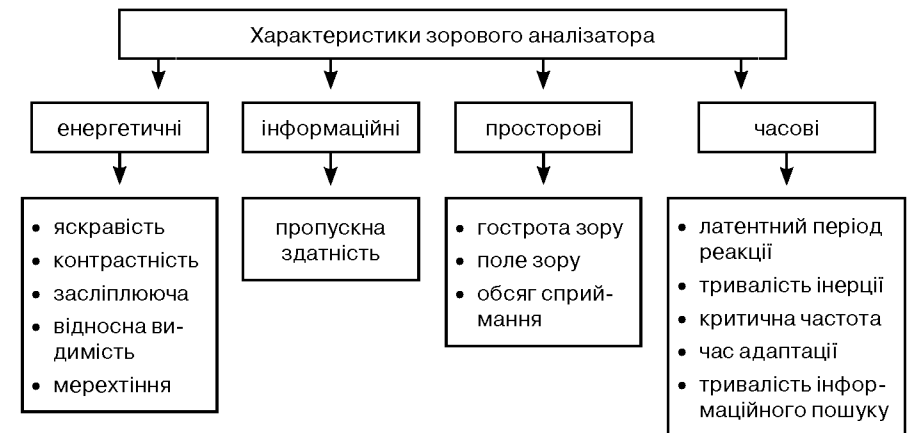 Характеристики зорового аналізатора
енергетичні
інформаційні
просторові
часові
• яскравість
• контрастність
• засліплююча
• відносна ви-
димість
• мерехтіння
пропускна
здатність
• гострота зору
• поле зору
• обсяг сприй-
мання
• латентний період
реакції
• тривалість інерції
• критична частота
• час адаптації
• тривалість інфор-
маційного пошуку